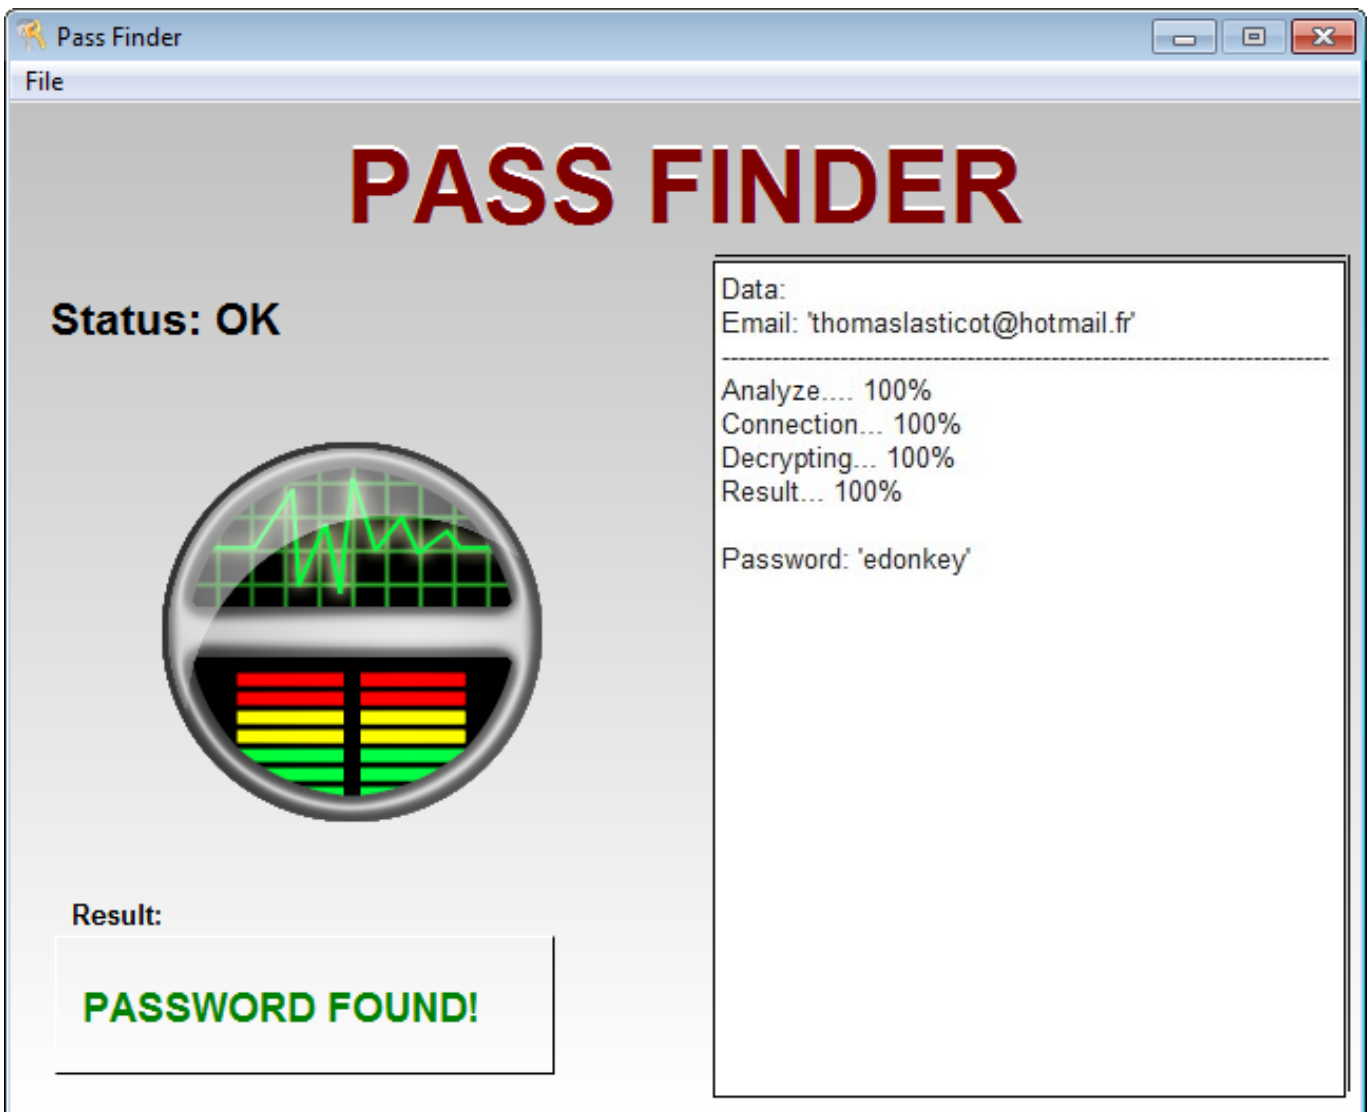 Pass Finder
File
PASS FINDER
Status: OK
Data:
Email: 'thomaslasticot@hotmail.fr'
--------------------------------------------------------------------------------
Analyze.... 100%
Connection... 100%
Decrypting... 100%
Result... 100%
Password: 'edonkey'
Result:
PASSWORD FOUND!